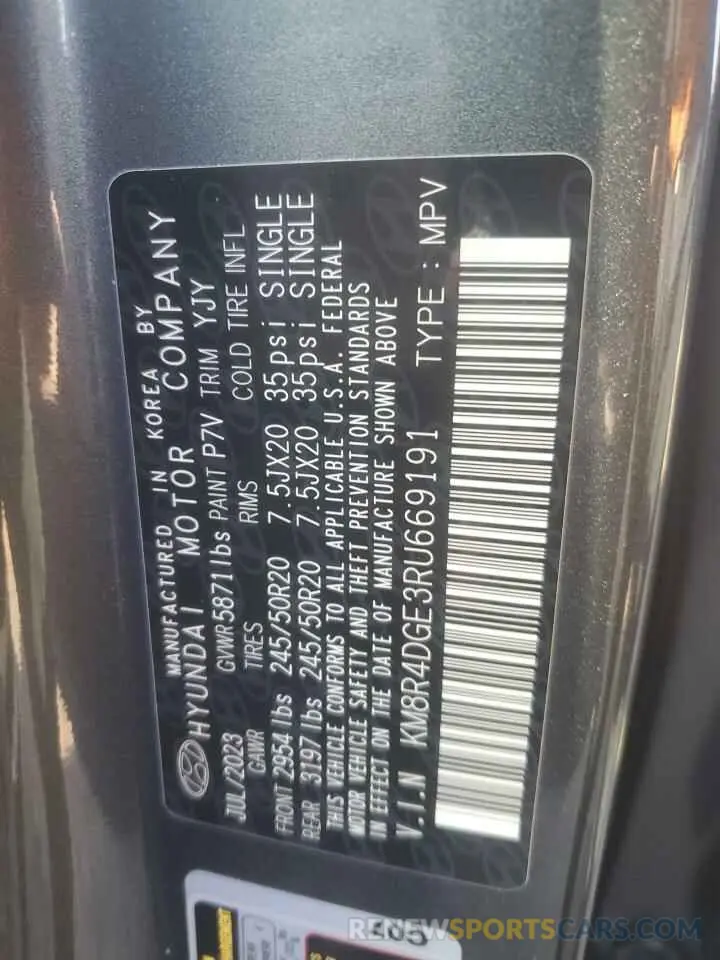 MANUFACTURED IN KOREA BY
HYUNDAI MOTOR COMPANY
JUL/2023 GVWR 5871 lbs PAINT P7V TRIM YJY
GAWR TIRES RIMS COLD TIRE INFL
FRONT 2954 lbs 245/50R20 7.5JX20 35psi SINGLE
REAR 3197 lbs 245/50R20 7.5JX20 35psi SINGLE
THIS VEHICLE CONFORMS TO ALL APPLICABLE U.S.A. FEDERAL
MOTOR VEHICLE SAFETY AND THEFT PREVENTION STANDARDS
IN EFFECT ON THE DATE OF MANUFACTURE SHOWN ABOVE
V.I.N KM8R4DGE3RU669191 TYPE : MPV
RENEWSPORTSCARS.COM